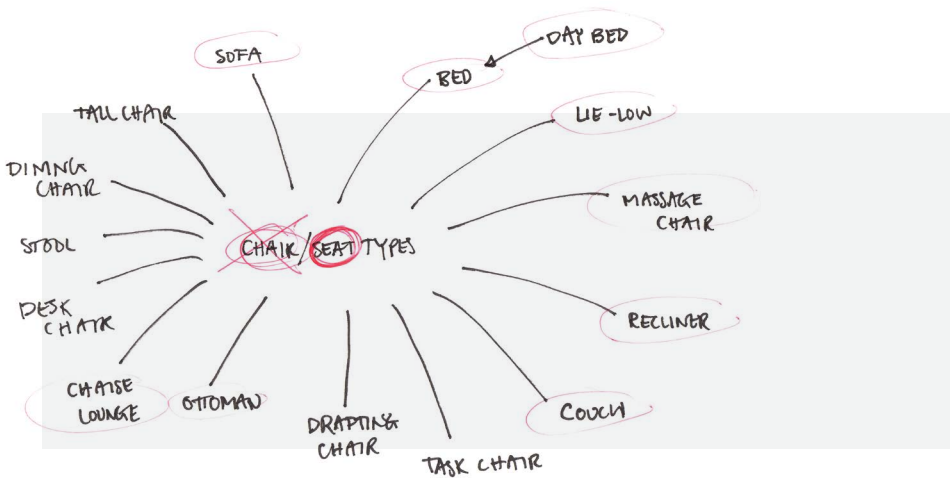 SOFA
DAY BED
BED
TALL CHAIR
LIE-LOW
DINING
CHAIR
MASSAGE
CHAIR
STOOL
CHAIR/SEAT TYPES
DESK
CHAIR
RECLINER
CHAISE
LOUNGE
OTTOMAN
COUCH
DRAFTING
CHAIR
TASK CHAIR